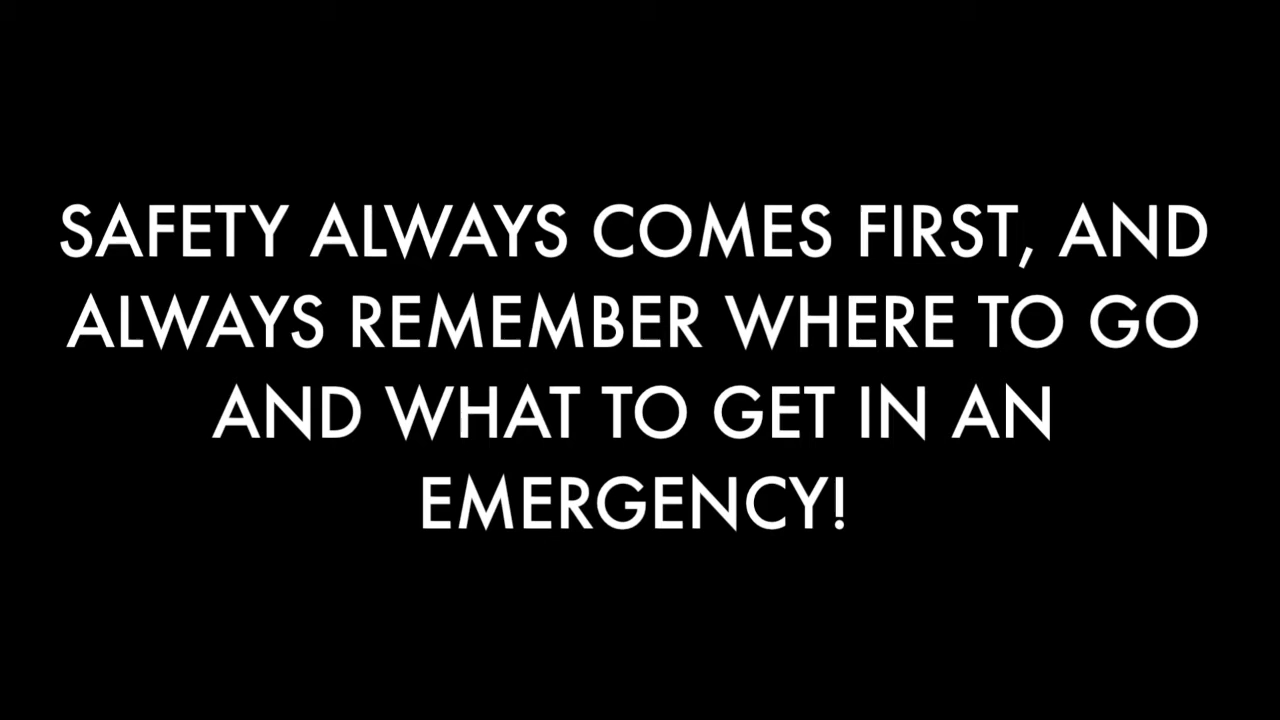 SAFETY ALWAYS COMES FIRST, AND
ALWAYS REMEMBER WHERE TO GO
AND WHAT TO GET IN AN
EMERGENCY!